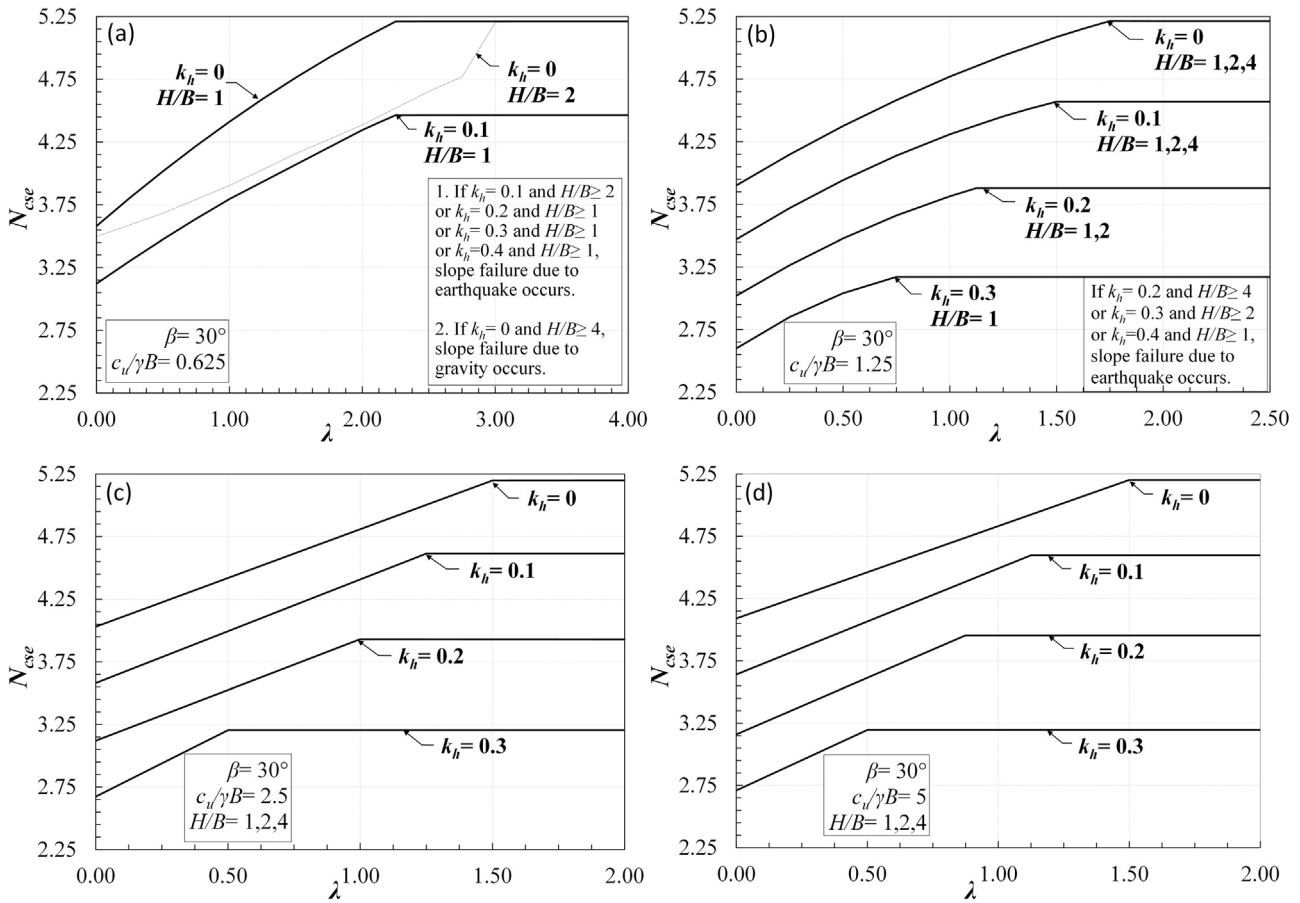 (a)
5.25
4.75
4.25
3.75
3.25
2.75
2.25
N_cse
k_h= 0
H/B= 1
k_h= 0
H/B= 2
k_h= 0.1
H/B= 1
1. If k_h= 0.1 and H/B≥ 2
or k_h= 0.2 and H/B≥ 1
or k_h= 0.3 and H/B≥ 1
or k_h=0.4 and H/B≥ 1,
slope failure due to
earthquake occurs.
2. If k_h= 0 and H/B≥ 4,
slope failure due to
gravity occurs.
β= 30°
c_u/γB= 0.625
0.00 1.00 2.00 3.00 4.00
λ
(b)
5.25
4.75
4.25
3.75
3.25
2.75
2.25
N_cse
k_h= 0
H/B= 1,2,4
k_h= 0.1
H/B= 1,2,4
k_h= 0.2
H/B= 1,2
k_h= 0.3
H/B= 1
If k_h= 0.2 and H/B≥ 4
or k_h= 0.3 and H/B≥ 2
or k_h=0.4 and H/B≥ 1,
slope failure due to
earthquake occurs.
β= 30°
c_u/γB= 1.25
0.00 0.50 1.00 1.50 2.00 2.50
λ
(c)
5.25
4.75
4.25
3.75
3.25
2.75
2.25
N_cse
k_h= 0
k_h= 0.1
k_h= 0.2
k_h= 0.3
β= 30°
c_u/γB= 2.5
H/B= 1,2,4
0.00 0.50 1.00 1.50 2.00
λ
(d)
5.25
4.75
4.25
3.75
3.25
2.75
2.25
N_cse
k_h= 0
k_h= 0.1
k_h= 0.2
k_h= 0.3
β= 30°
c_u/γB= 5
H/B= 1,2,4
0.00 0.50 1.00 1.50 2.00
λ